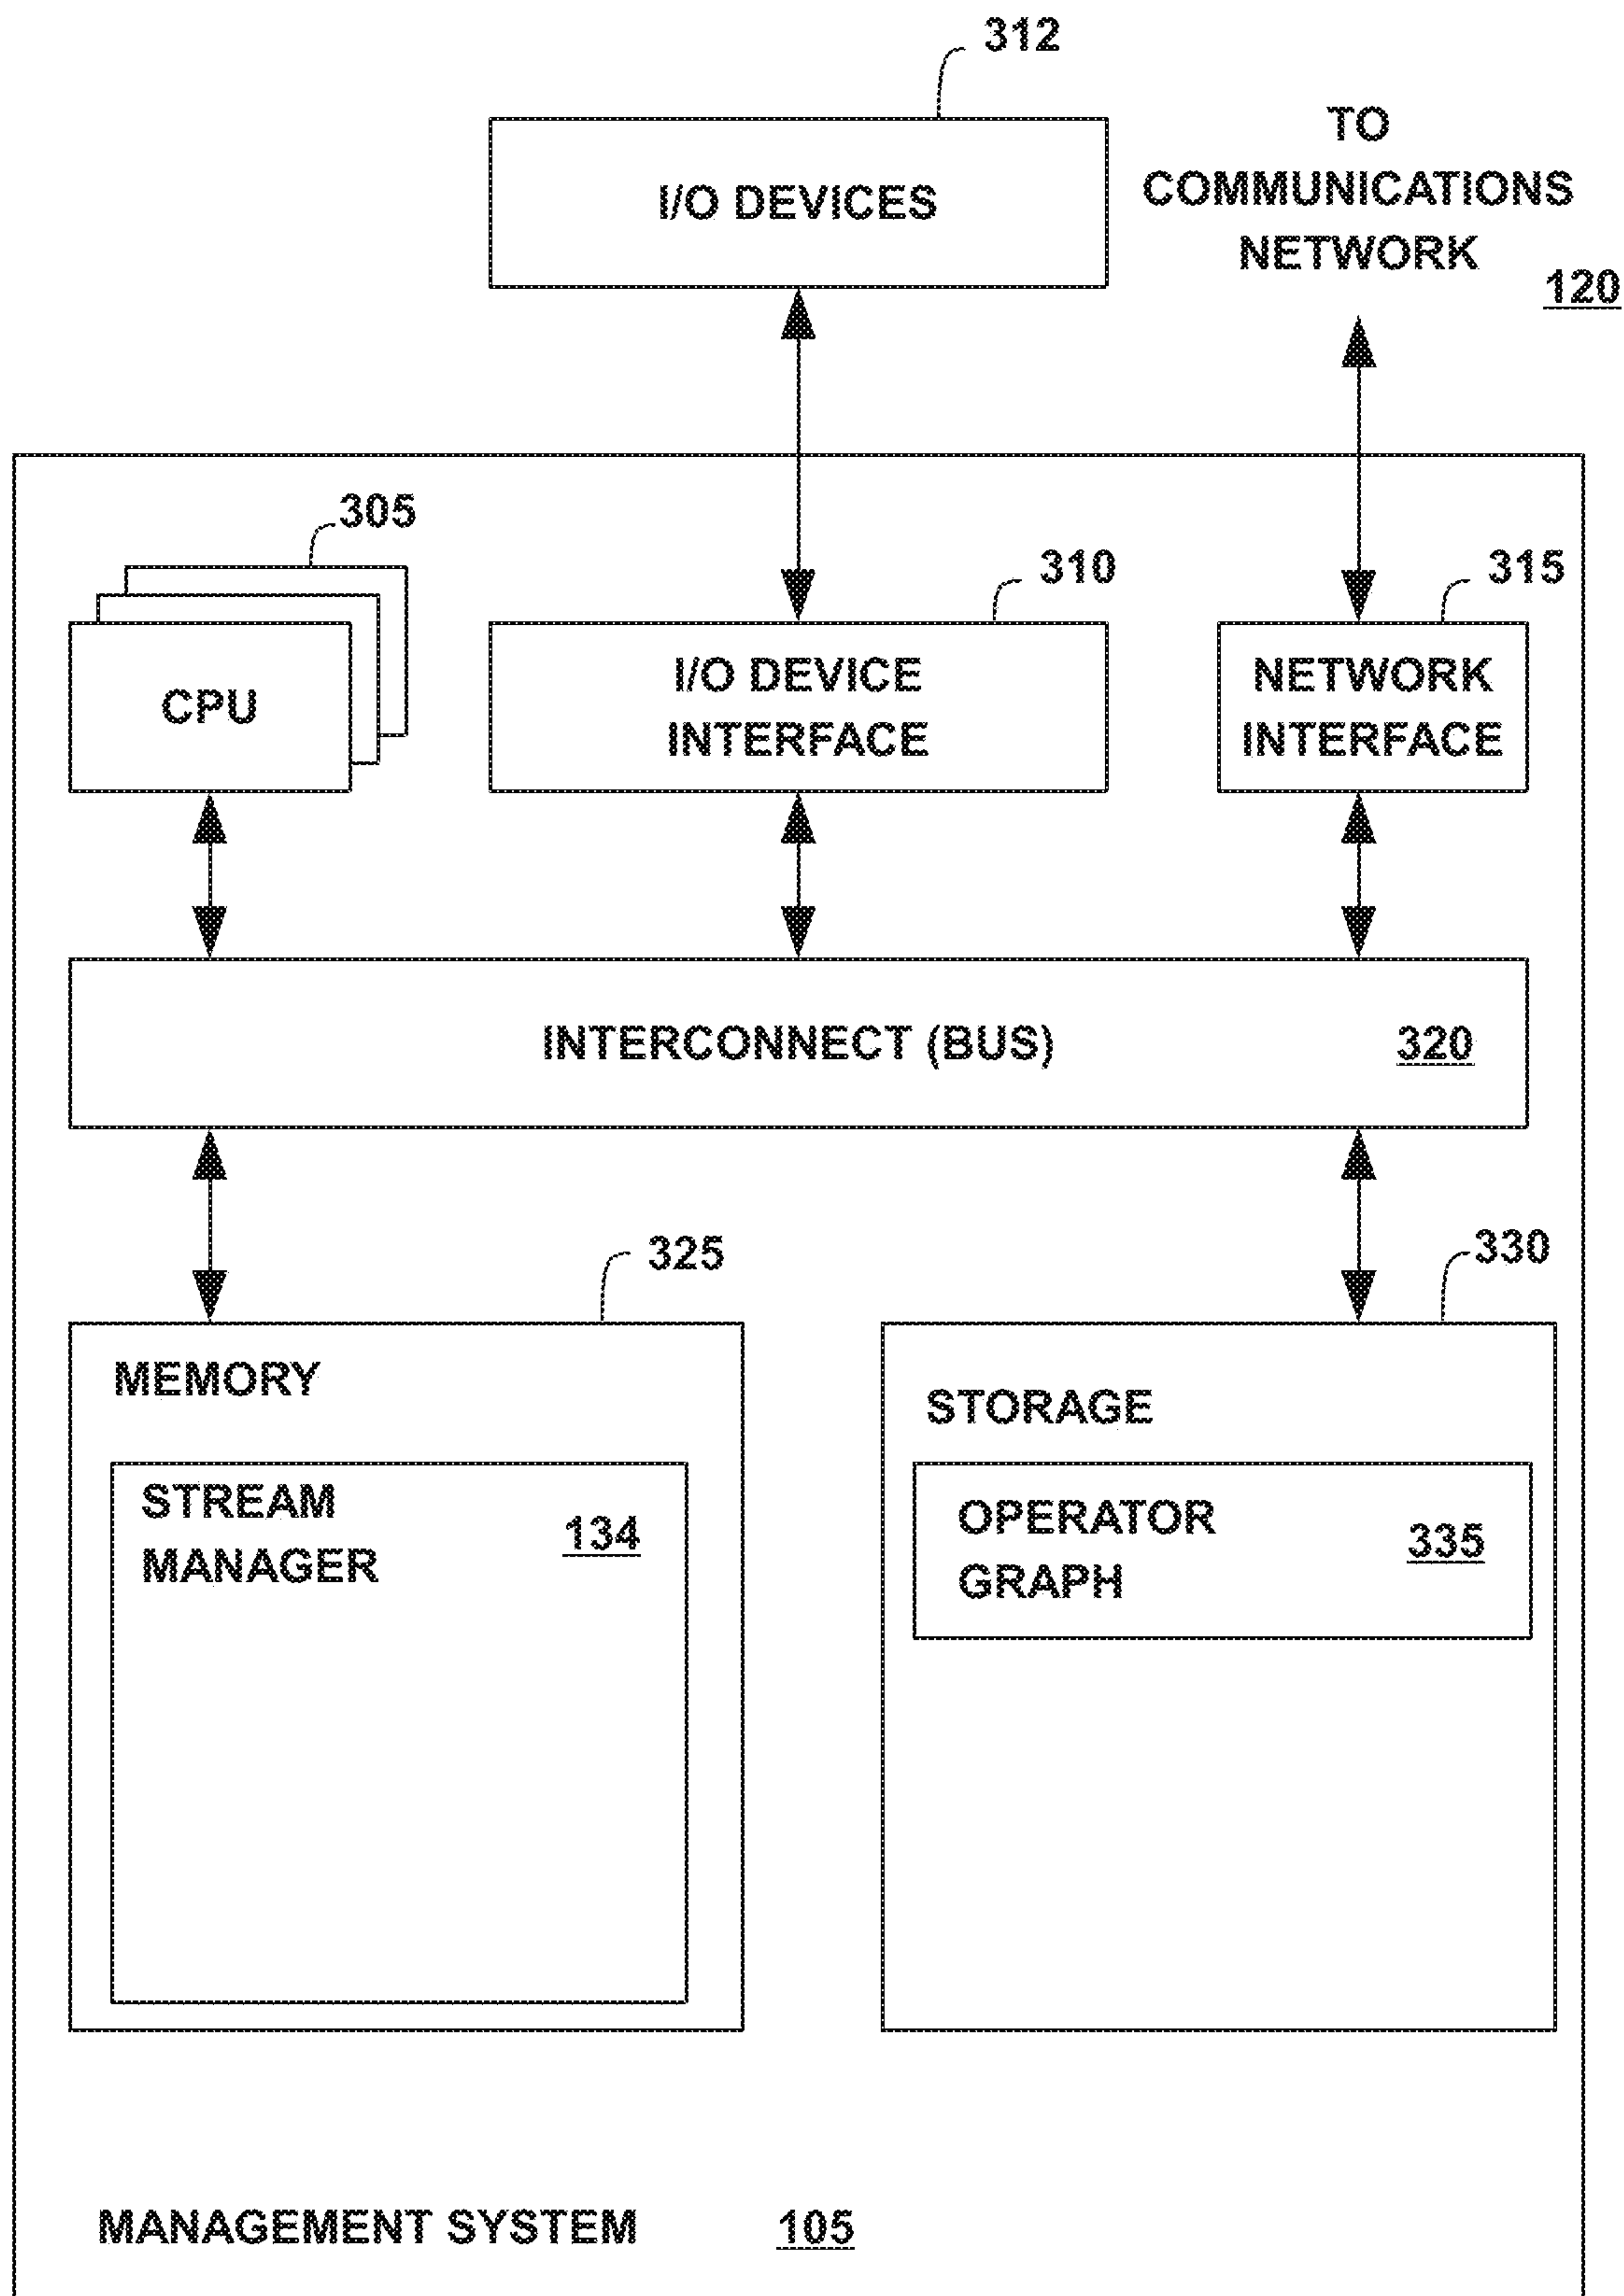 312
I/O DEVICES
TO
COMMUNICATIONS
NETWORK
120
305
310
315
CPU
I/O DEVICE
INTERFACE
NETWORK
INTERFACE
INTERCONNECT (BUS)
320
325
330
MEMORY
STREAM
MANAGER
134
STORAGE
OPERATOR
GRAPH
335
MANAGEMENT SYSTEM
105